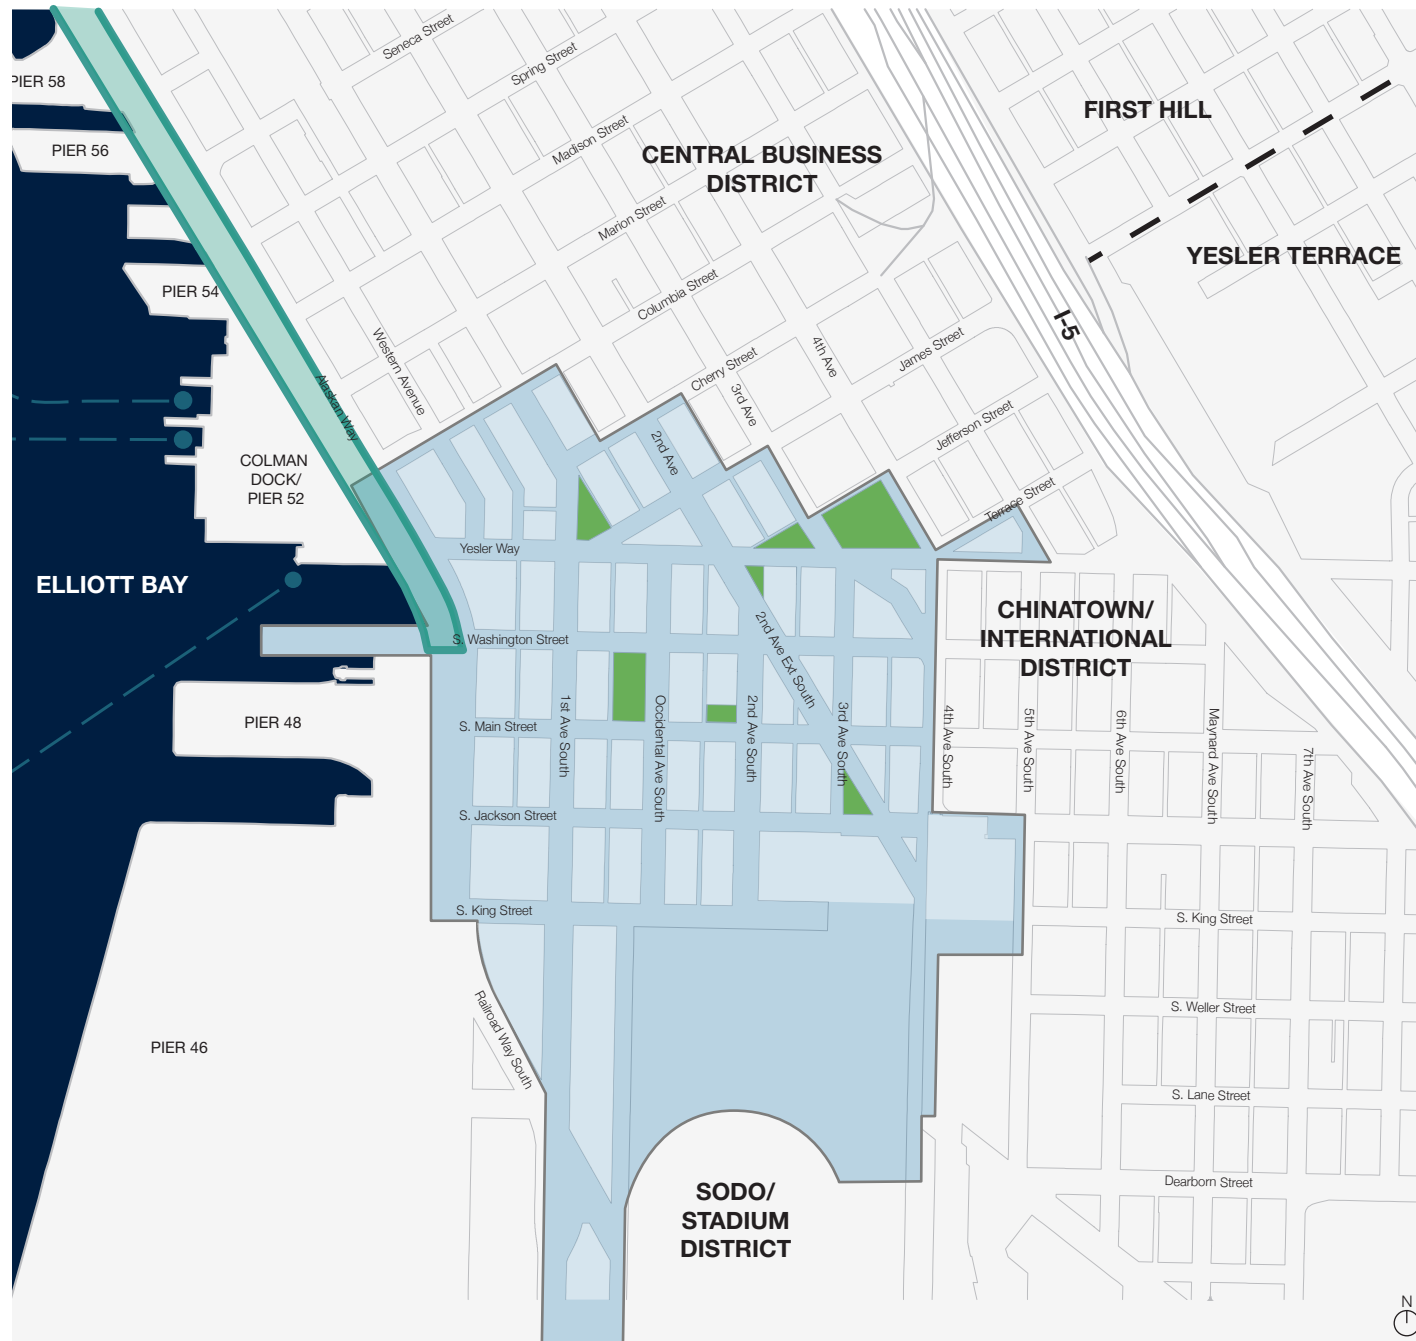 Seneca Street
Spring Street
PIER 58
FIRST HILL
Madison Street
PIER 56
CENTRAL BUSINESS
DISTRICT
Marion Street
YESLER TERRACE
PIER 54
Columbia Street
I-5
Western Avenue
4th Ave
James Street
Cherry Street
3rd Ave
Alaskan Way
Jefferson Street
2nd Ave
COLMAN
DOCK/
PIER 52
Terrace Street
Yesler Way
ELLIOTT BAY
CHINATOWN/
INTERNATIONAL
DISTRICT
S. Washington Street
2nd Ave Ext South
PIER 48
S. Main Street
1st Ave South
Occidental Ave South
2nd Ave South
3rd Ave South
4th Ave South
5th Ave South
6th Ave South
Maynard Ave South
7th Ave South
S. Jackson Street
S. King Street
S. King Street
S. Weller Street
Railroad Way South
PIER 46
S. Lane Street
SODO/
STADIUM
DISTRICT
Dearborn Street
N